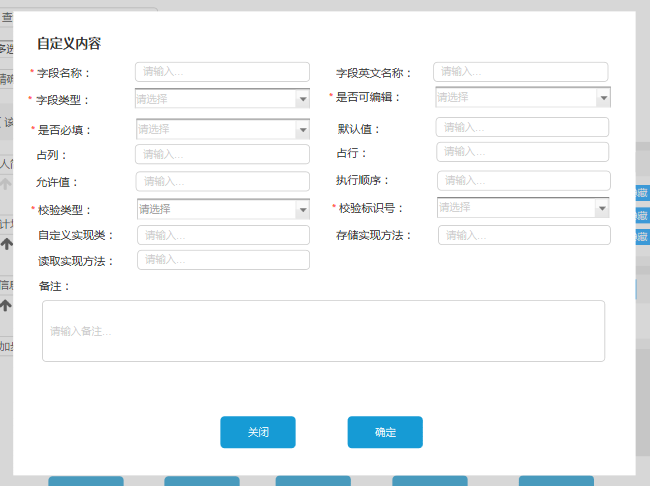 自定义内容
* 字段名称： 请输入... 字段英文名称： 请输入...
* 字段类型： 请选择 * 是否可编辑： 请选择
* 是否必填： 请选择 默认值： 请输入...
占列： 请输入... 占行： 请输入...
允许值： 请输入... 执行顺序： 请输入...
* 校验类型： 请选择 * 校验标识号： 请选择
自定义实现类： 请输入... 存储实现方法： 请输入...
读取实现方法： 请输入...
备注：
请输入备注...
关闭 确定